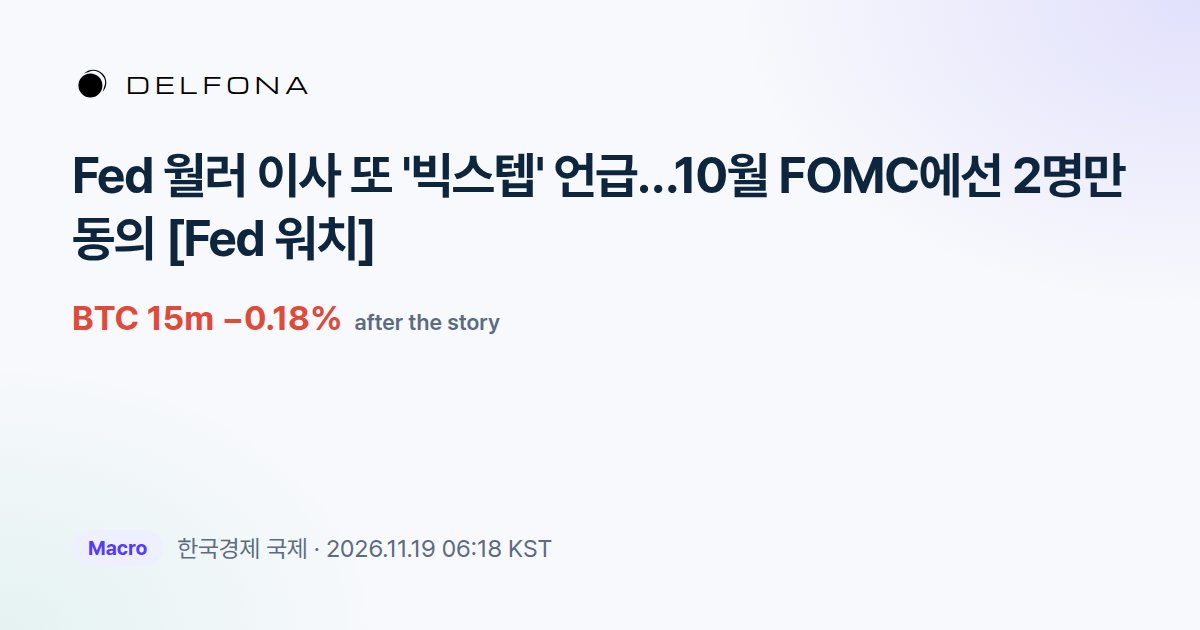 DELFONA
Fed 월러 이사 또 '빅스텝' 언급…10월 FOMC에선 2명만
동의 [Fed 워치]
BTC 15m −0.18% after the story
Macro 한국경제 국제 · 2026.11.19 06:18 KST